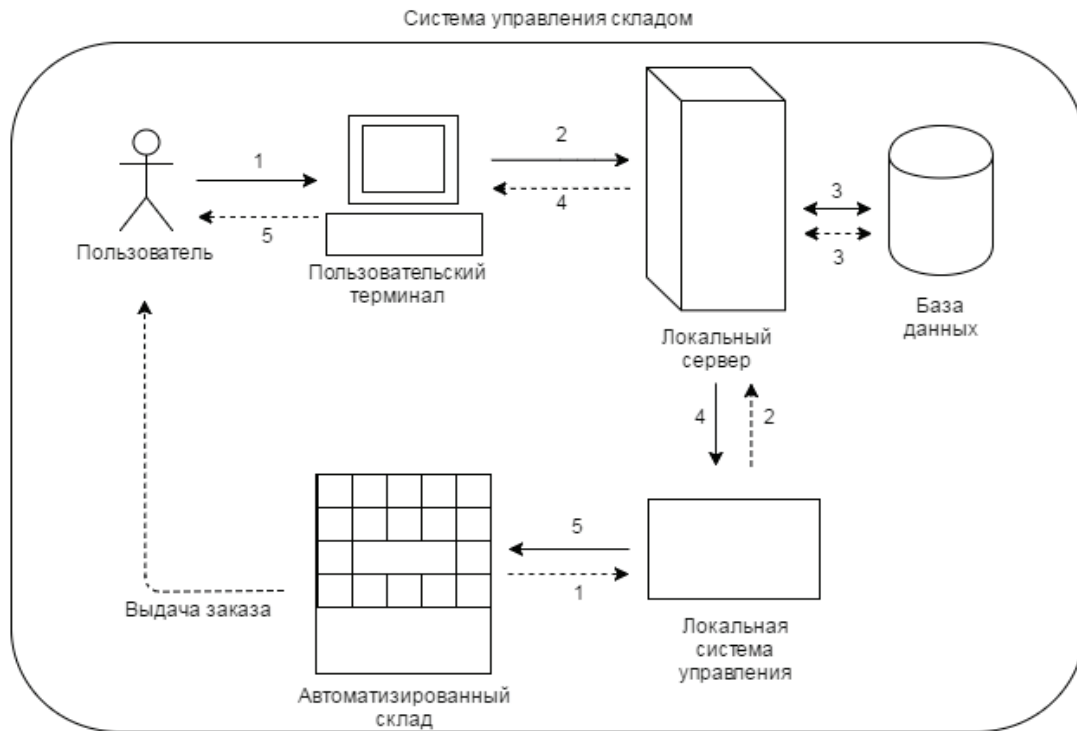 Система управления складом
1
2
4
5
3
3
Пользователь
Пользовательский
терминал
База
данных
Локальный
сервер
4
2
5
1
Выдача заказа
Локальная
система
управления
Автоматизированный
склад